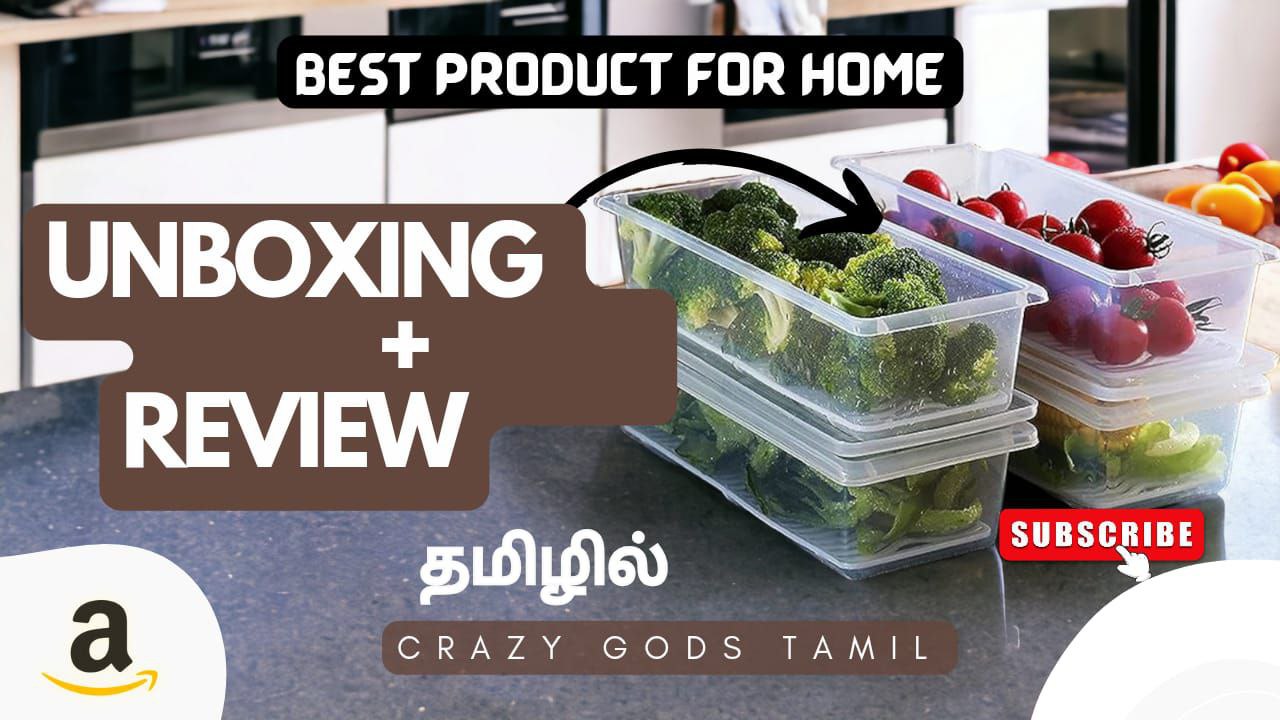 BEST PRODUCT FOR HOME
UNBOXING
+
REVIEW
தமிழில்
CRAZY GODS TAMIL
SUBSCRIBE
a